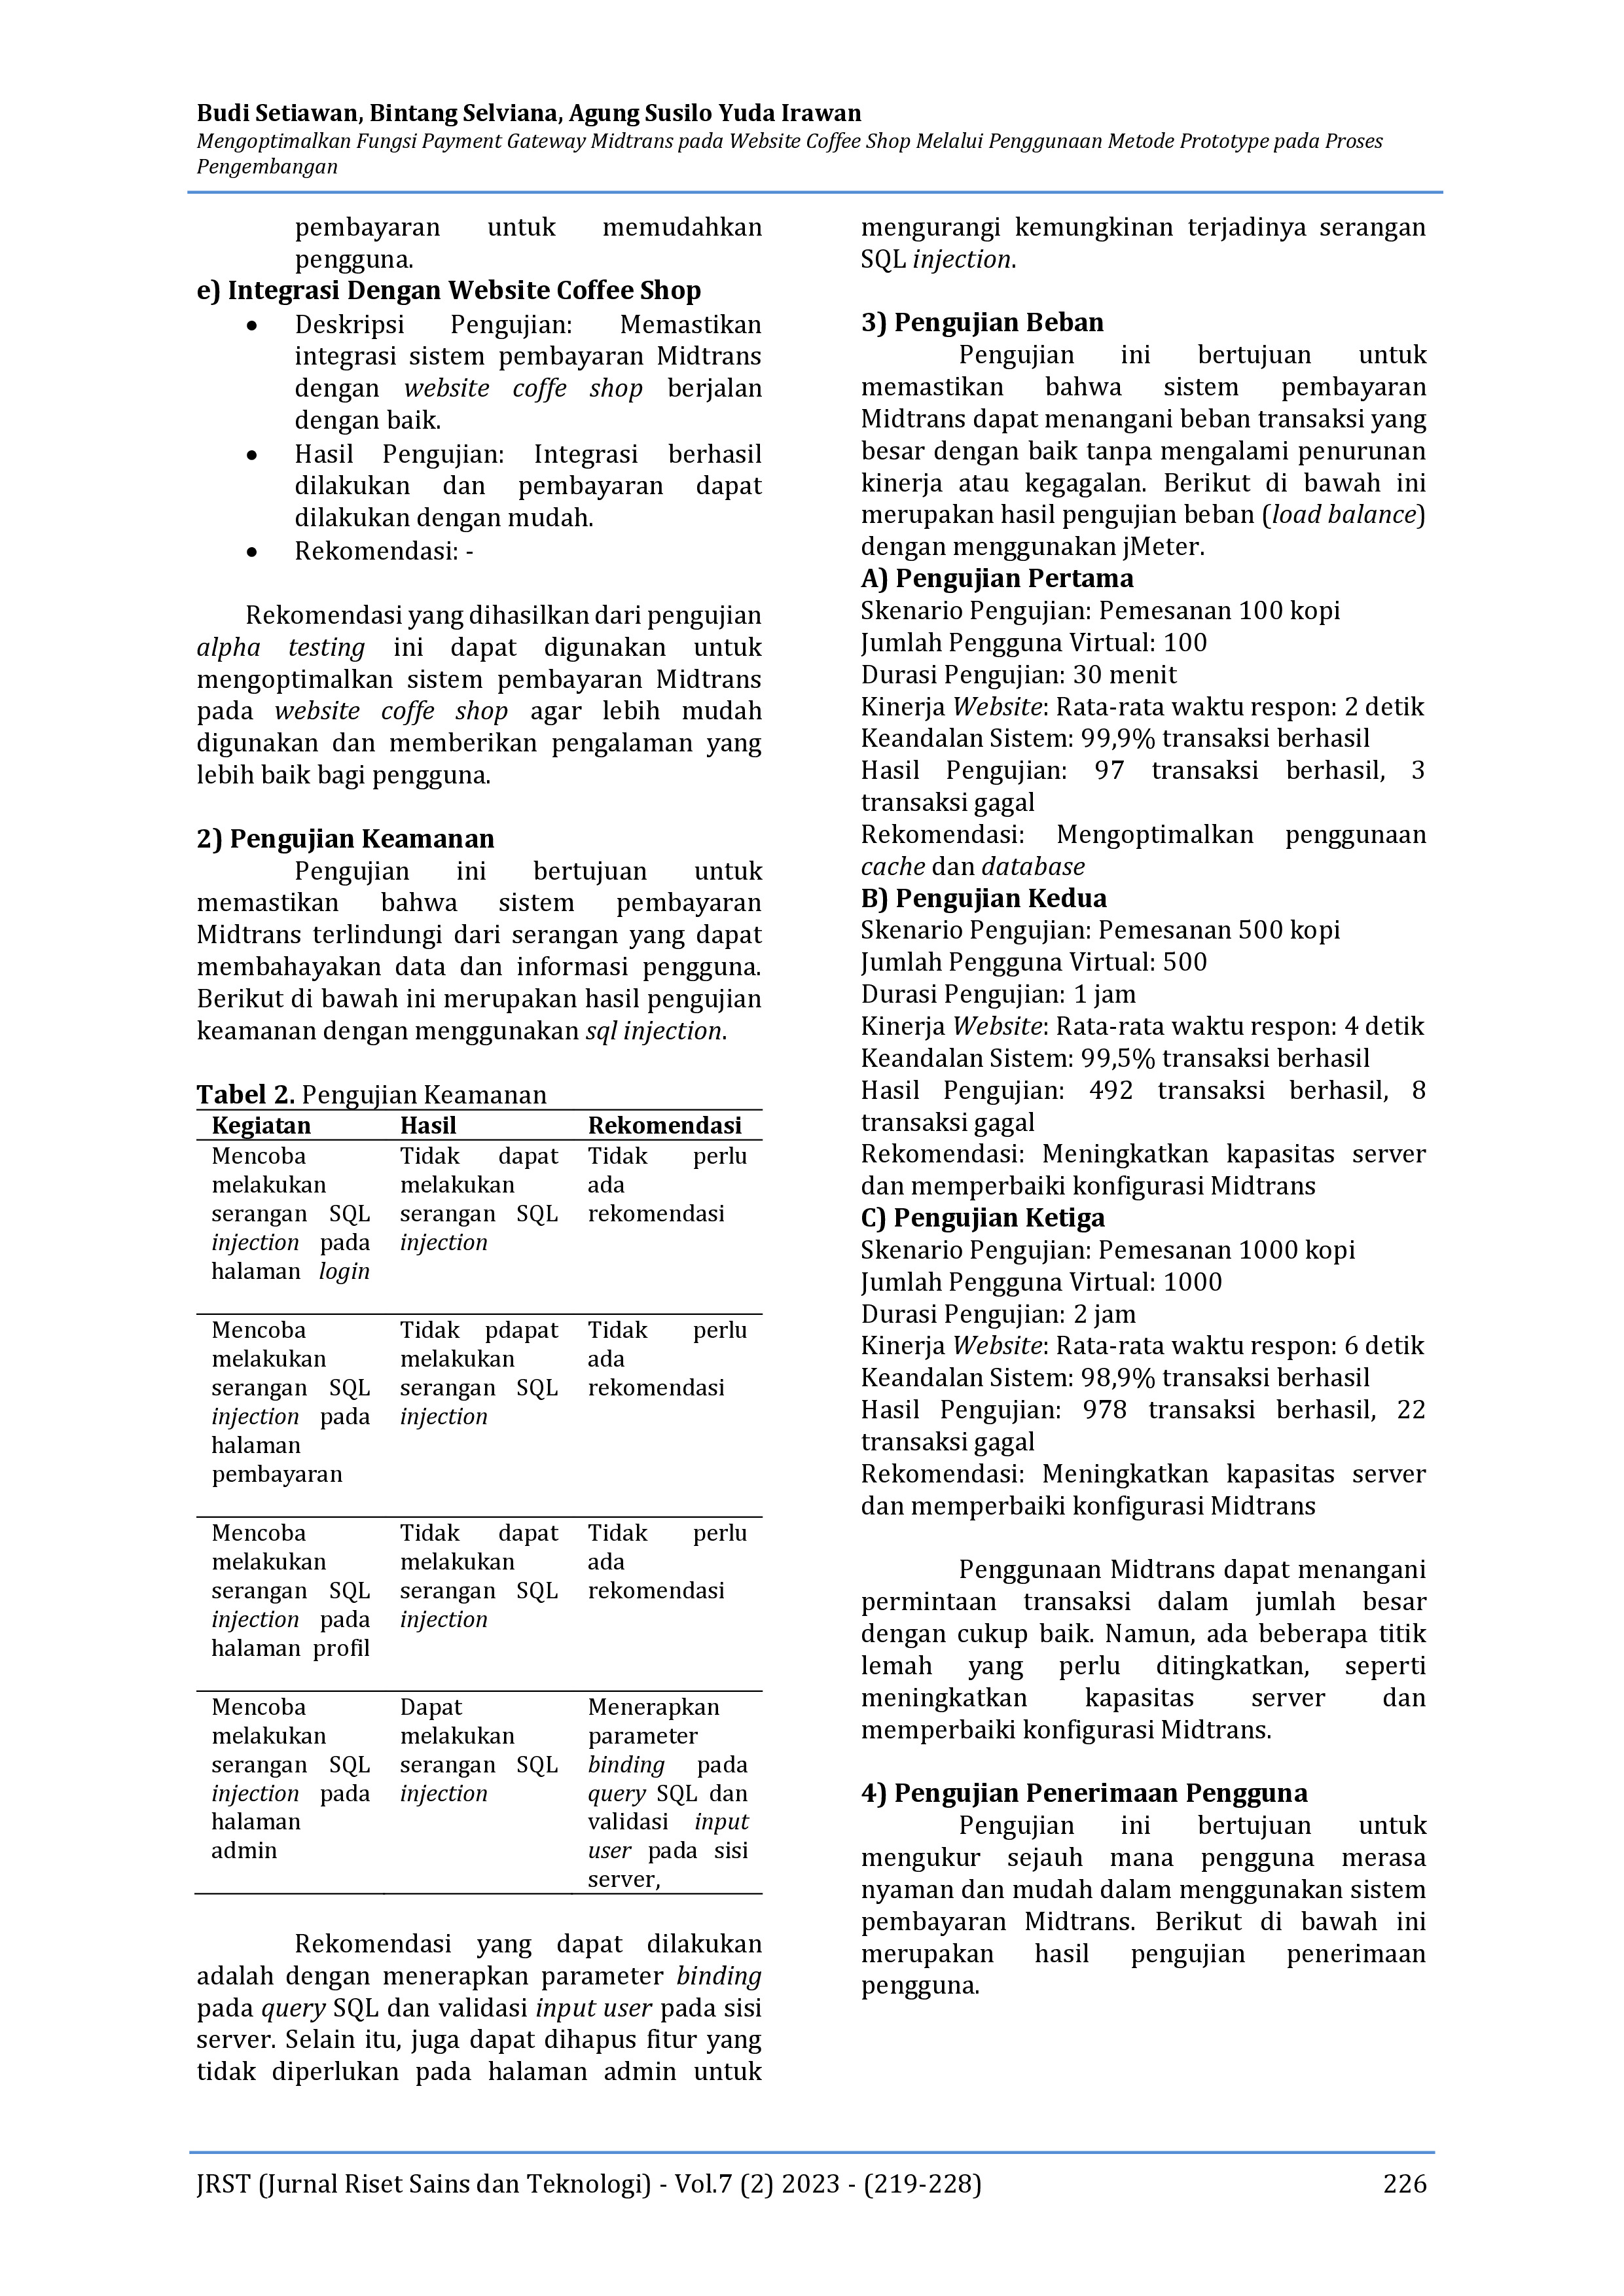 Budi Setiawan, Bintang Selviana, Agung Susilo Yuda Irawan
Mengoptimalkan Fungsi Payment Gateway Midtrans pada Website Coffee Shop Melalui Penggunaan Metode Prototype pada Proses
Pengembangan
pembayaran untuk memudahkan
pengguna.
e) Integrasi Dengan Website Coffee Shop
• Deskripsi Pengujian: Memastikan
integrasi sistem pembayaran Midtrans
dengan website coffe shop berjalan
dengan baik.
• Hasil Pengujian: Integrasi berhasil
dilakukan dan pembayaran dapat
dilakukan dengan mudah.
• Rekomendasi: -
Rekomendasi yang dihasilkan dari pengujian
alpha testing ini dapat digunakan untuk
mengoptimalkan sistem pembayaran Midtrans
pada website coffe shop agar lebih mudah
digunakan dan memberikan pengalaman yang
lebih baik bagi pengguna.
2) Pengujian Keamanan
Pengujian ini bertujuan untuk
memastikan bahwa sistem pembayaran
Midtrans terlindungi dari serangan yang dapat
membahayakan data dan informasi pengguna.
Berikut di bawah ini merupakan hasil pengujian
keamanan dengan menggunakan sql injection.
Tabel 2. Pengujian Keamanan
Kegiatan Hasil Rekomendasi
Mencoba Tidak dapat Tidak perlu
melakukan melakukan ada
serangan SQL serangan SQL rekomendasi
injection pada injection
halaman login
Mencoba Tidak pdapat Tidak perlu
melakukan melakukan ada
serangan SQL serangan SQL rekomendasi
injection pada injection
halaman
pembayaran
Mencoba Tidak dapat Tidak perlu
melakukan melakukan ada
serangan SQL serangan SQL rekomendasi
injection pada injection
halaman profil
Mencoba Dapat Menerapkan
melakukan melakukan parameter
serangan SQL serangan SQL binding pada
injection pada injection query SQL dan
halaman validasi input
admin user pada sisi
server,
Rekomendasi yang dapat dilakukan
adalah dengan menerapkan parameter binding
pada query SQL dan validasi input user pada sisi
server. Selain itu, juga dapat dihapus fitur yang
tidak diperlukan pada halaman admin untuk
mengurangi kemungkinan terjadinya serangan
SQL injection.
3) Pengujian Beban
Pengujian ini bertujuan untuk
memastikan bahwa sistem pembayaran
Midtrans dapat menangani beban transaksi yang
besar dengan baik tanpa mengalami penurunan
kinerja atau kegagalan. Berikut di bawah ini
merupakan hasil pengujian beban (load balance)
dengan menggunakan jMeter.
A) Pengujian Pertama
Skenario Pengujian: Pemesanan 100 kopi
Jumlah Pengguna Virtual: 100
Durasi Pengujian: 30 menit
Kinerja Website: Rata-rata waktu respon: 2 detik
Keandalan Sistem: 99,9% transaksi berhasil
Hasil Pengujian: 97 transaksi berhasil, 3
transaksi gagal
Rekomendasi: Mengoptimalkan penggunaan
cache dan database
B) Pengujian Kedua
Skenario Pengujian: Pemesanan 500 kopi
Jumlah Pengguna Virtual: 500
Durasi Pengujian: 1 jam
Kinerja Website: Rata-rata waktu respon: 4 detik
Keandalan Sistem: 99,5% transaksi berhasil
Hasil Pengujian: 492 transaksi berhasil, 8
transaksi gagal
Rekomendasi: Meningkatkan kapasitas server
dan memperbaiki konfigurasi Midtrans
C) Pengujian Ketiga
Skenario Pengujian: Pemesanan 1000 kopi
Jumlah Pengguna Virtual: 1000
Durasi Pengujian: 2 jam
Kinerja Website: Rata-rata waktu respon: 6 detik
Keandalan Sistem: 98,9% transaksi berhasil
Hasil Pengujian: 978 transaksi berhasil, 22
transaksi gagal
Rekomendasi: Meningkatkan kapasitas server
dan memperbaiki konfigurasi Midtrans
Penggunaan Midtrans dapat menangani
permintaan transaksi dalam jumlah besar
dengan cukup baik. Namun, ada beberapa titik
lemah yang perlu ditingkatkan, seperti
meningkatkan kapasitas server dan
memperbaiki konfigurasi Midtrans.
4) Pengujian Penerimaan Pengguna
Pengujian ini bertujuan untuk
mengukur sejauh mana pengguna merasa
nyaman dan mudah dalam menggunakan sistem
pembayaran Midtrans. Berikut di bawah ini
merupakan hasil pengujian penerimaan
pengguna.
JRST (Jurnal Riset Sains dan Teknologi) - Vol.7 (2) 2023 - (219-228) 226